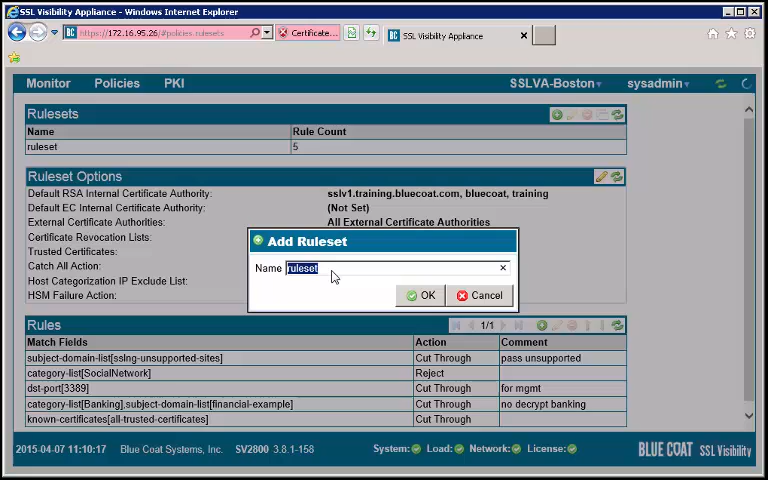 SSL Visibility Appliance - Windows Internet Explorer
https://172.16.95.26/#policies.rulesets
Certificate...
SSL Visibility Appliance
Monitor Policies PKI SSLVA-Boston sysadmin
Rulesets
Name Rule Count
ruleset 5
Ruleset Options
Default RSA Internal Certificate Authority: sslv1.training.bluecoat.com, bluecoat, training
Default EC Internal Certificate Authority: (Not Set)
External Certificate Authorities: All External Certificate Authorities
Certificate Revocation Lists:
Trusted Certificates:
Catch All Action:
Host Categorization IP Exclude List:
HSM Failure Action:
Add Ruleset
Name ruleset
OK Cancel
Rules 1/1
Match Fields Action Comment
subject-domain-list[sslng-unsupported-sites] Cut Through pass unsupported
category-list[SocialNetwork] Reject
dst-port[3389] Cut Through for mgmt
category-list[Banking],subject-domain-list[financial-example] Cut Through no decrypt banking
known-certificates[all-trusted-certificates] Cut Through
2015-04-07 11:10:17 Blue Coat Systems, Inc. SV2800 3.8.1-158 System: Load: Network: License: BLUE COAT SSL Visibility